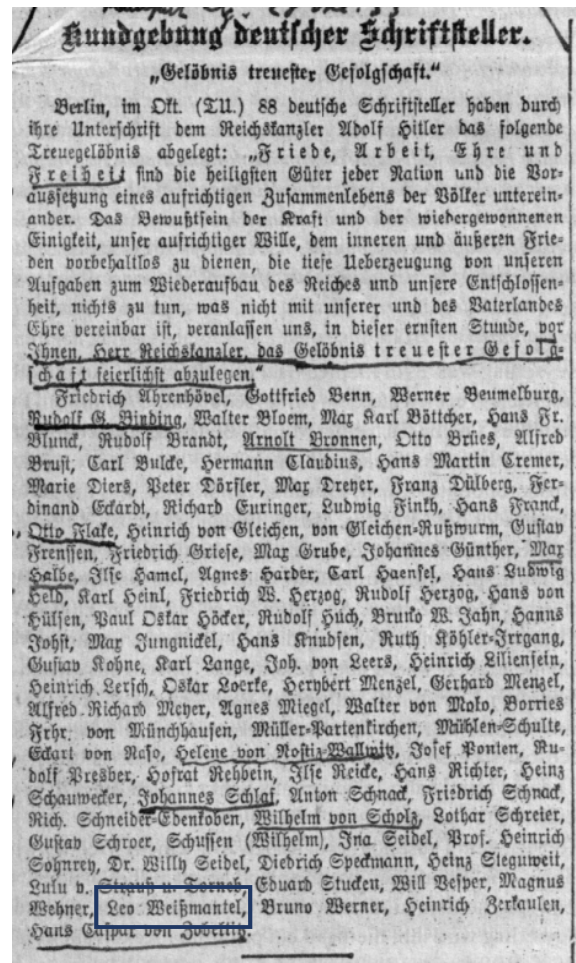 Kundgebung deutscher Schriftsteller.
„Gelöbnis treuester Gefolgschaft.“
Berlin, im Okt. (TU.) 88 deutsche Schriftsteller haben durch
ihre Unterschrift dem Reichskanzler Adolf Hitler das folgende
Treuegelöbnis abgelegt: „Friede, Arbeit, Ehre und
Freiheit sind die heiligsten Güter jeder Nation und die Vor-
aussetzung eines aufrichtigen Zusammenlebens der Völker unterein-
ander. Das Bewußtsein der Kraft und der wiedergewonnenen
Einigkeit, unser aufrichtiger Wille, dem inneren und äußeren Frie-
den vorbehaltlos zu dienen, die tiefe Ueberzeugung von unseren
Aufgaben zum Wiederaufbau des Reiches und unsere Entschlossen-
heit, nichts zu tun, was nicht mit unserer und des Vaterlandes
Ehre vereinbar ist, veranlassen uns, in dieser ernsten Stunde, vor
Ihnen, Herr Reichskanzler, das Gelöbnis treuester Gefolg-
schaft feierlichst abzulegen.“
Friedrich Ahrenhövel, Gottfried Benn, Werner Beumelburg,
Rudolf G. Binding, Walter Bloem, Max Karl Böttcher, Hans Fr.
Blunck, Rudolf Brandt, Arnolt Bronnen, Otto Brües, Alfred
Brust, Carl Bulcke, Hermann Claudius, Hans Martin Cremer,
Marie Diers, Peter Dörfler, Max Dreyer, Franz Dülberg, Fer-
dinand Eckardt, Richard Euringer, Ludwig Finkh, Hans Franck,
Otto Flake, Heinrich von Gleichen, von Gleichen-Rußwurm, Gustav
Frenssen, Friedrich Griese, Max Grube, Johannes Günther, Max
Halbe, Ilse Hamel, Agnes Harder, Carl Haensel, Hans Ludwig
Held, Karl Heinl, Friedrich W. Herzog, Rudolf Herzog, Hans von
Hülsen, Paul Oskar Höcker, Rudolf Huch, Bruno W. Jahn, Hanns
Johst, Max Jungnickel, Hans Knudsen, Ruth Köhler-Irrgang,
Gustav Kohne, Karl Lange, Joh. von Leers, Heinrich Lilienfein,
Heinrich Lersch, Oskar Loerke, Herybert Menzel, Gerhard Menzel,
Alfred Richard Meyer, Agnes Miegel, Walter von Molo, Borries
Frhr. von Münchhausen, Müller-Partenkirchen, Mühlen-Schulte,
Eckart von Naso, Helene von Nostiz-Wallwitz, Josef Ponten, Ru-
dolf Presber, Hofrat Rehbein, Ilse Reicke, Hans Richter, Heinz
Schauwecker, Johannes Schlaf, Anton Schnack, Friedrich Schnack,
Rich. Schneider-Edenkoben, Wilhelm von Scholz, Lothar Schreier,
Gustav Schroer, Schussen (Wilhelm), Ina Seidel, Prof. Heinrich
Sohnrey, Dr. Willy Seidel, Diedrich Speckmann, Heinz Steguweit,
Lulu v. Strauß u. Torney, Eduard Stucken, Will Vesper, Magnus
Wehner, Leo Weißmantel, Bruno Werner, Heinrich Zerkaulen,
Hans Caspar von Zobeltitz.